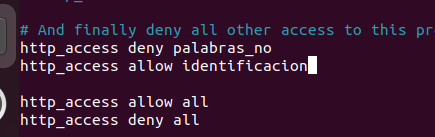 # And finally deny all other access to this pr
http_access deny palabras_no
http_access allow identificacion
http_access allow all
http_access deny all